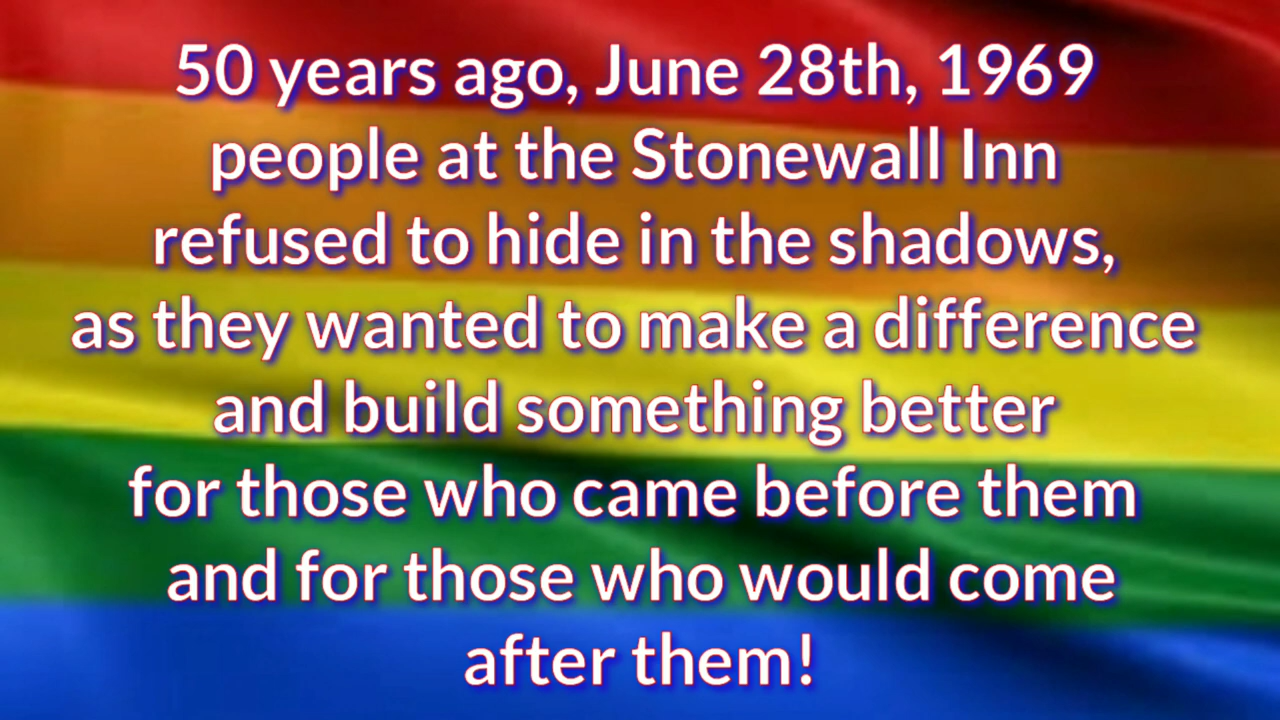 50 years ago, June 28th, 1969
people at the Stonewall Inn
refused to hide in the shadows,
as they wanted to make a difference
and build something better
for those who came before them
and for those who would come
after them!